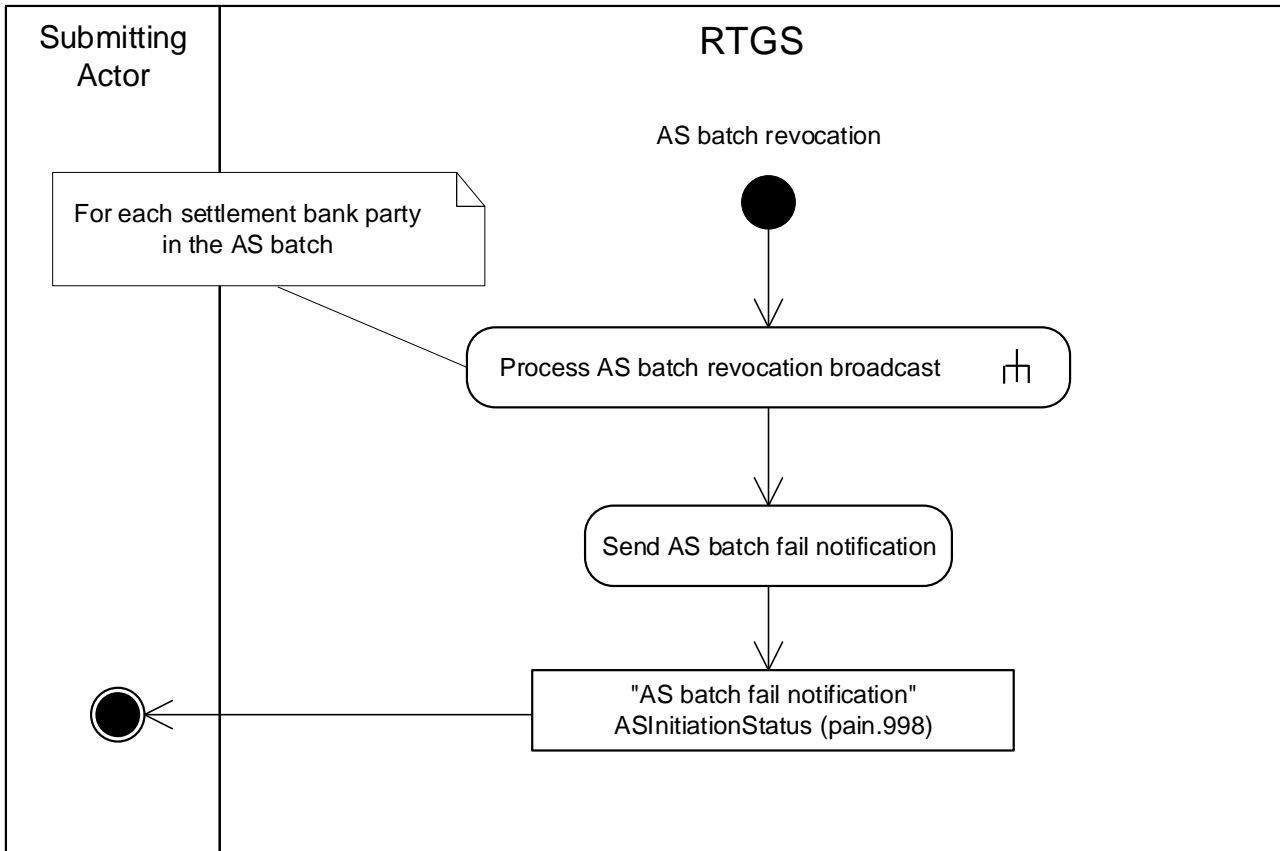 Submitting
Actor
RTGS
AS batch revocation
For each settlement bank party
in the AS batch
Process AS batch revocation broadcast
Send AS batch fail notification
"AS batch fail notification"
ASInitiationStatus (pain.998)